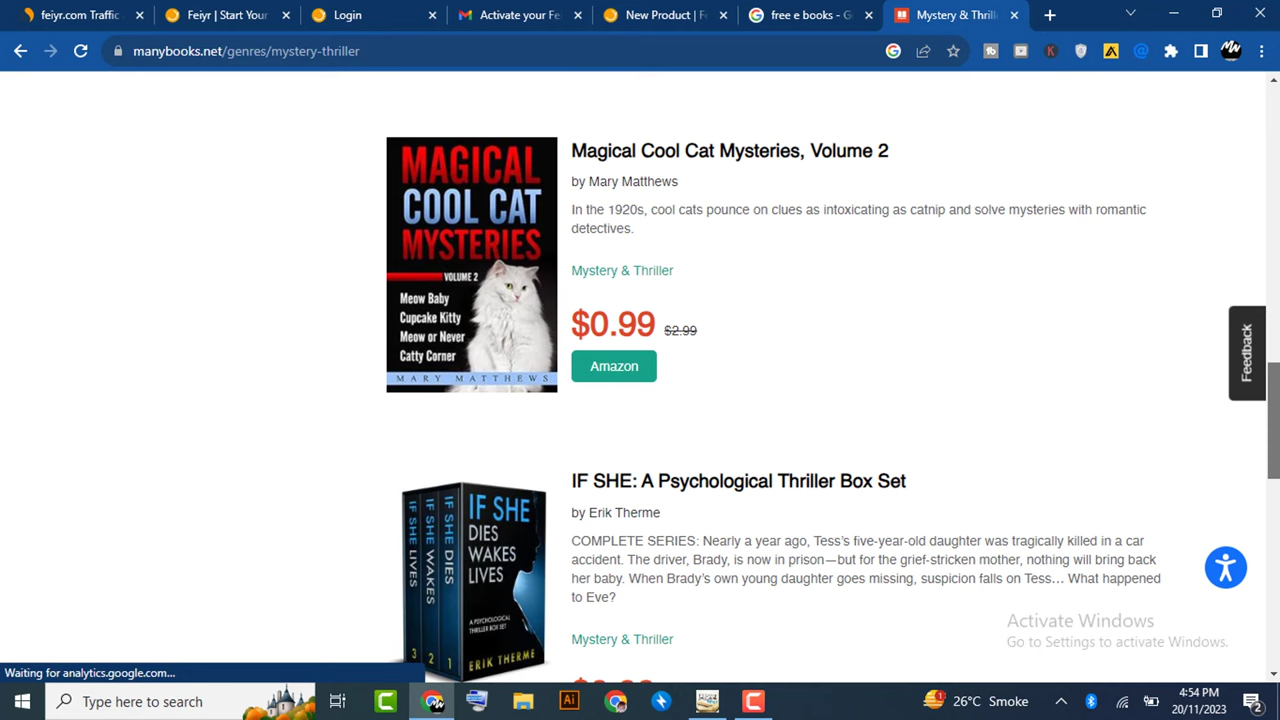 feiyr.com Traffic
Feiyr | Start Your
Login
Activate your Fe
New Product | Fe
free e books - Go
Mystery & Thrill
manybooks.net/genres/mystery-thriller
MAGICAL
COOL CAT
MYSTERIES
VOLUME 2
Meow Baby
Cupcake Kitty
Meow or Never
Catty Corner
MARY MATTHEWS
Magical Cool Cat Mysteries, Volume 2
by Mary Matthews
In the 1920s, cool cats pounce on clues as intoxicating as catnip and solve mysteries with romantic
detectives.
Mystery & Thriller
$0.99 $2.99
Amazon
Feedback
IF SHE LIVES 3
IF SHE WAKES 2
IF SHE DIES 1
IF SHE
DIES
WAKES
LIVES
A PSYCHOLOGICAL
THRILLER BOX SET
ERIK THERME
IF SHE: A Psychological Thriller Box Set
by Erik Therme
COMPLETE SERIES: Nearly a year ago, Tess's five-year-old daughter was tragically killed in a car
accident. The driver, Brady, is now in prison—but for the grief-stricken mother, nothing will bring back
her baby. When Brady's own young daughter goes missing, suspicion falls on Tess… What happened
to Eve?
Mystery & Thriller
Activate Windows
Go to Settings to activate Windows.
Waiting for analytics.google.com...
Type here to search
26°C Smoke
4:54 PM
20/11/2023